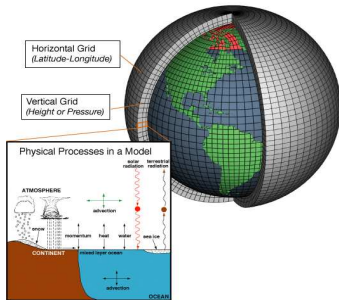 Horizontal Grid
(Latitude-Longitude)
Vertical Grid
(Height or Pressure)
Physical Processes in a Model
solar
radiation
terrestrial
radiation
ATMOSPHERE
advection
snow
momentum
heat
water
sea ice
CONTINENT
mixed layer ocean
advection
OCEAN